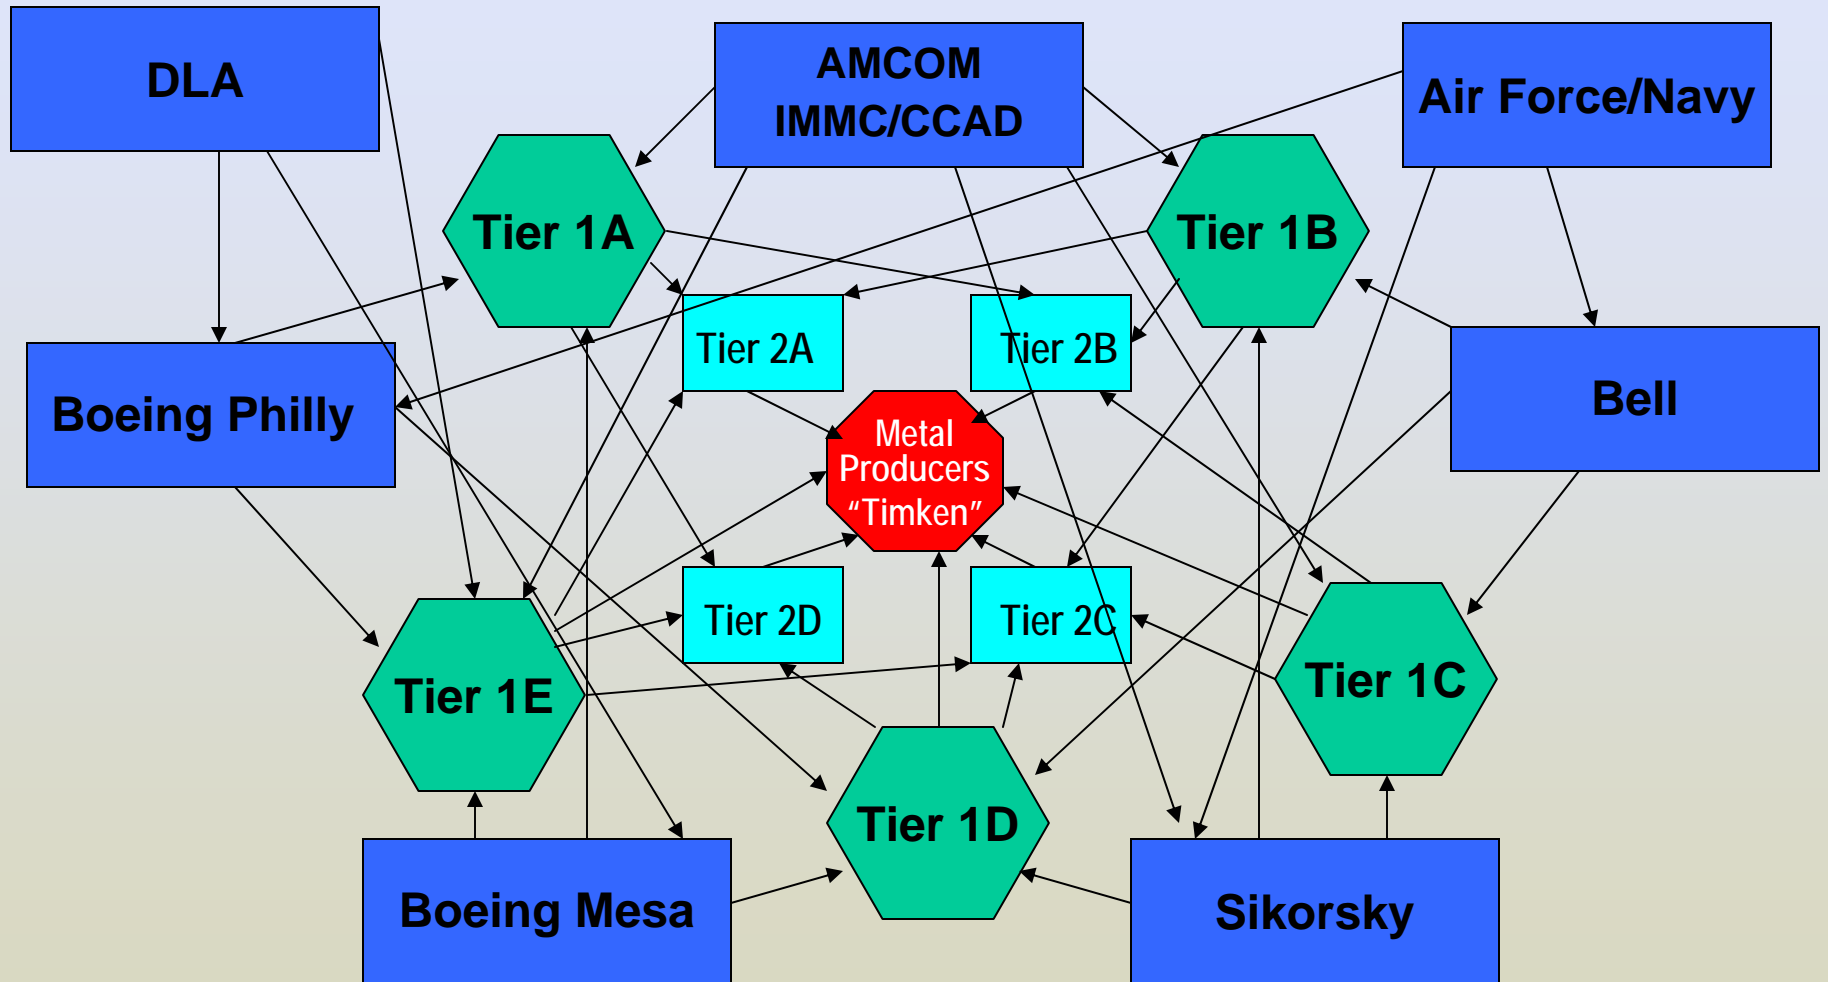 DLA
AMCOM
IMMC/CCAD
Air Force/Navy
Tier 1A
Tier 1B
Tier 2A
Tier 2B
Boeing Philly
Bell
Metal
Producers
“Timken”
Tier 2D
Tier 2C
Tier 1E
Tier 1C
Tier 1D
Boeing Mesa
Sikorsky